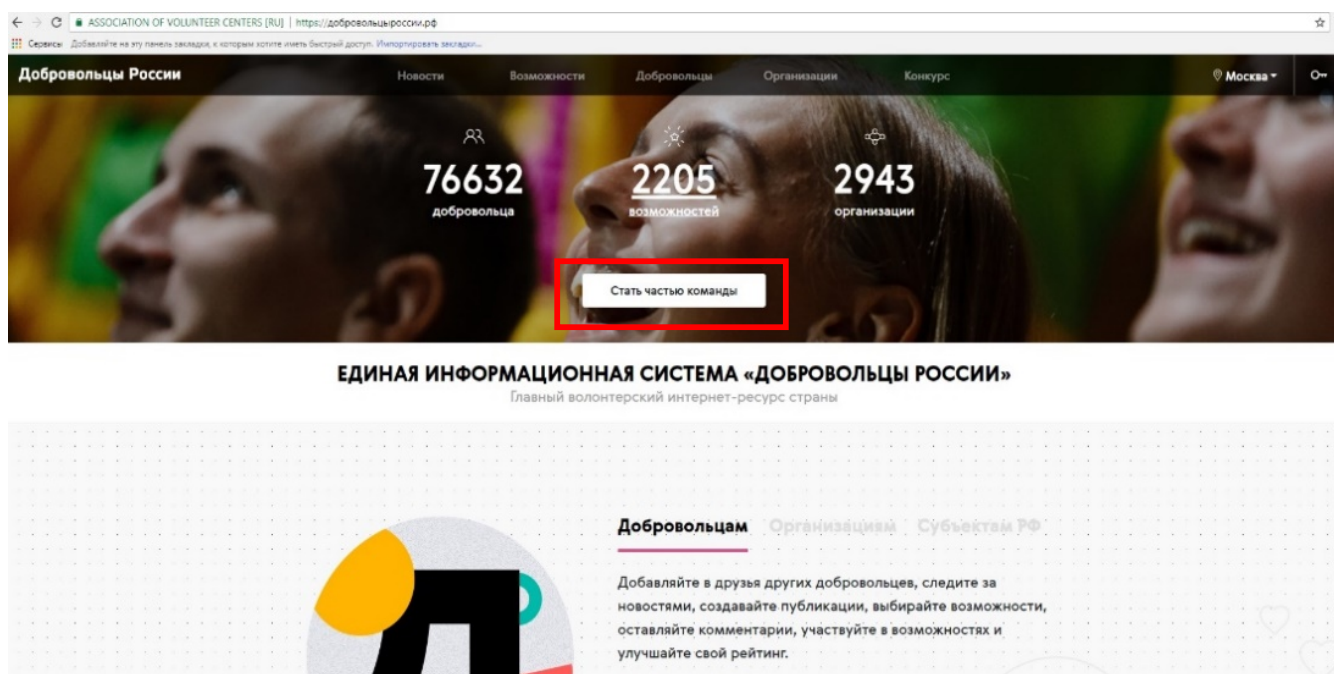 ASSOCIATION OF VOLUNTEER CENTERS [RU] | https://добровольцыроссии.рф
Сервисы Добавляйте на эту панель закладки, к которым хотите иметь быстрый доступ. Импортировать закладки...
Добровольцы России Новости Возможности Добровольцы Организации Конкурс Москва
76632 2205 2943
добровольца возможностей организации
Стать частью команды
ЕДИНАЯ ИНФОРМАЦИОННАЯ СИСТЕМА «ДОБРОВОЛЬЦЫ РОССИИ»
Главный волонтерский интернет-ресурс страны
Добровольцам Организациям Субъектам РФ
Добавляйте в друзья других добровольцев, следите за
новостями, создавайте публикации, выбирайте возможности,
оставляйте комментарии, участвуйте в возможностях и
улучшайте свой рейтинг.